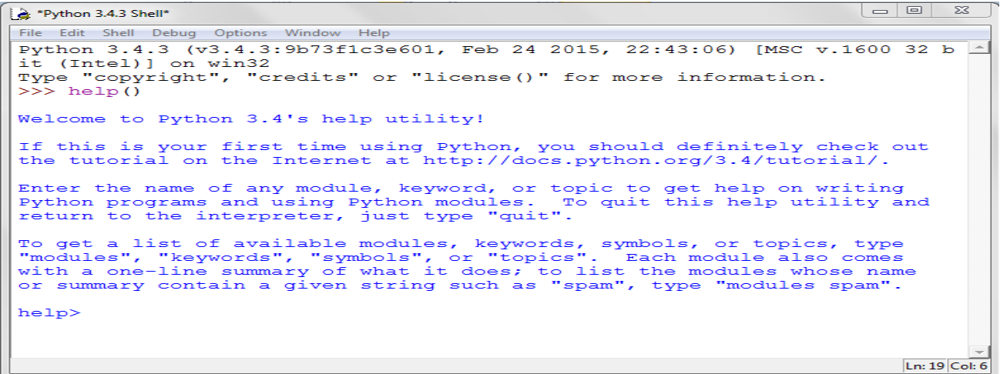 *Python 3.4.3 Shell*
File Edit Shell Debug Options Window Help
Python 3.4.3 (v3.4.3:9b73f1c3e601, Feb 24 2015, 22:43:06) [MSC v.1600 32 b
it (Intel)] on win32
Type "copyright", "credits" or "license()" for more information.
>>> help()
Welcome to Python 3.4's help utility!
If this is your first time using Python, you should definitely check out
the tutorial on the Internet at http://docs.python.org/3.4/tutorial/.
Enter the name of any module, keyword, or topic to get help on writing
Python programs and using Python modules.  To quit this help utility and
return to the interpreter, just type "quit".
To get a list of available modules, keywords, symbols, or topics, type
"modules", "keywords", "symbols", or "topics".  Each module also comes
with a one-line summary of what it does; to list the modules whose name
or summary contain a given string such as "spam", type "modules spam".
help>
Ln: 19 Col: 6